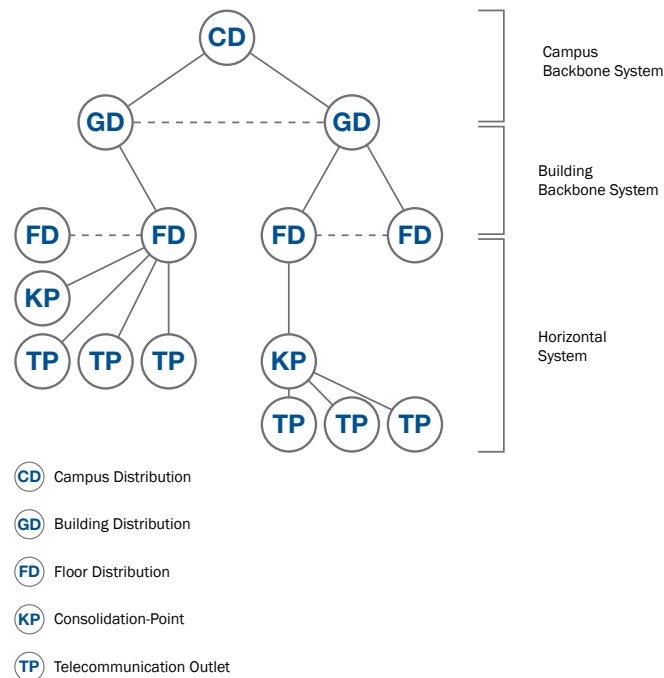 CD
Campus
Backbone System
GD GD
Building
Backbone System
FD FD FD FD
KP
Horizontal
System
TP TP TP KP
TP TP TP
CD Campus Distribution
GD Building Distribution
FD Floor Distribution
KP Consolidation-Point
TP Telecommunication Outlet